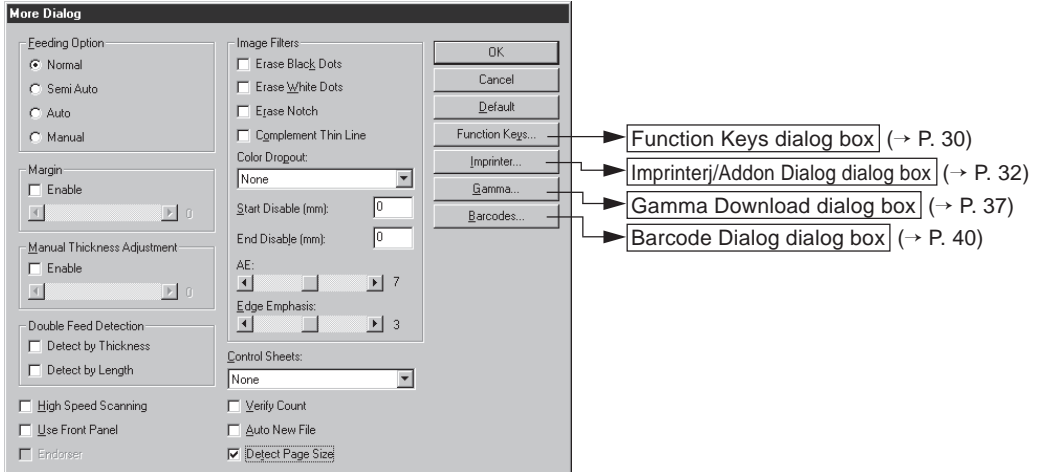 More Dialog
Feeding Option
Normal
Semi Auto
Auto
Manual
Margin
Enable
0
Manual Thickness Adjustment
Enable
0
Double Feed Detection
Detect by Thickness
Detect by Length
High Speed Scanning
Use Front Panel
Endorser
Image Filters
Erase Black Dots
Erase White Dots
Erase Notch
Complement Thin Line
Color Dropout:
None
Start Disable (mm): 0
End Disable (mm): 0
AE:
7
Edge Emphasis:
3
Control Sheets:
None
Verify Count
Auto New File
Detect Page Size
OK
Cancel
Default
Function Keys...
Imprinter...
Gamma...
Barcodes...
Function Keys dialog box (→ P. 30)
Imprinterj/Addon Dialog dialog box (→ P. 32)
Gamma Download dialog box (→ P. 37)
Barcode Dialog dialog box (→ P. 40)